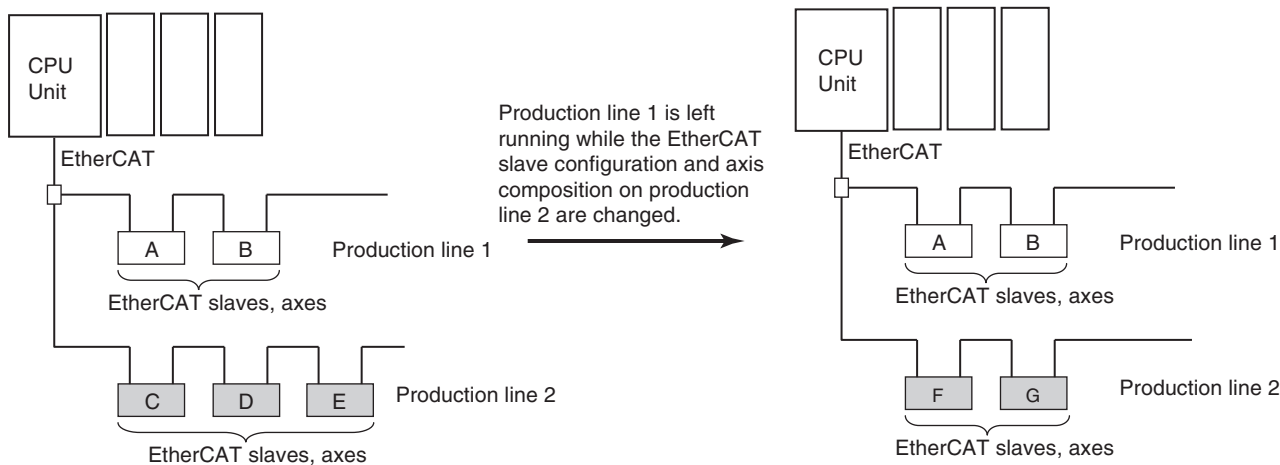 CPU
Unit
EtherCAT
A
B
Production line 1
EtherCAT slaves, axes
C
D
E
Production line 2
EtherCAT slaves, axes
Production line 1 is left
running while the EtherCAT
slave configuration and axis
composition on production
line 2 are changed.
CPU
Unit
EtherCAT
A
B
Production line 1
EtherCAT slaves, axes
F
G
Production line 2
EtherCAT slaves, axes